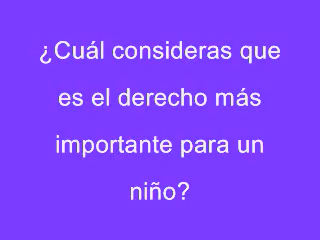 ¿Cuál consideras que
es el derecho más
importante para un
niño?